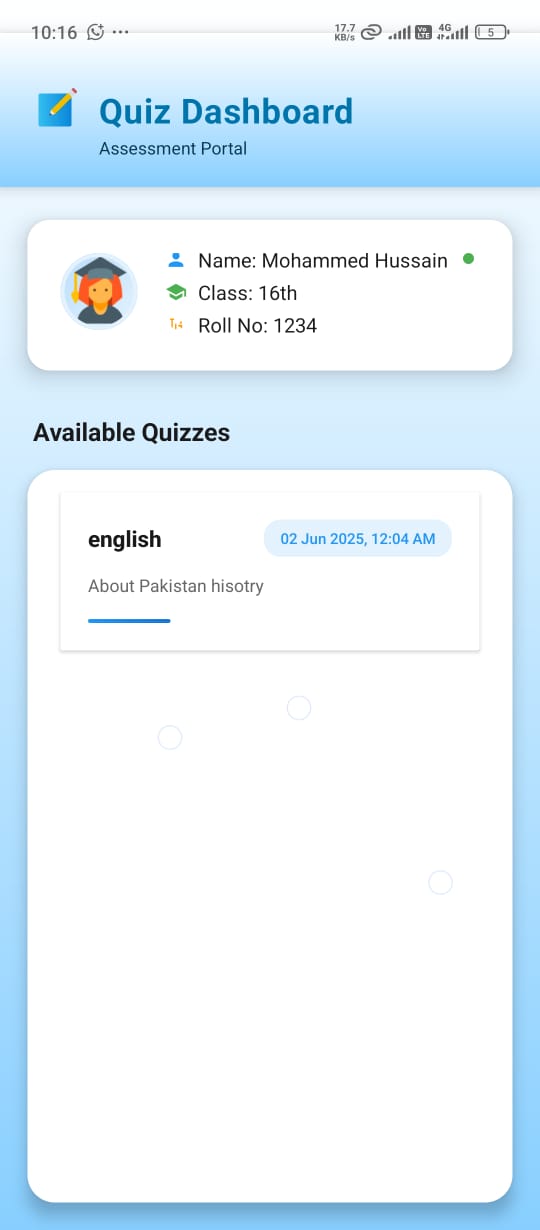 10:16 17.7 KB/s Vo LTE 4G 5
Quiz Dashboard
Assessment Portal
Name: Mohammed Hussain
Class: 16th
Roll No: 1234
Available Quizzes
english 02 Jun 2025, 12:04 AM
About Pakistan hisotry